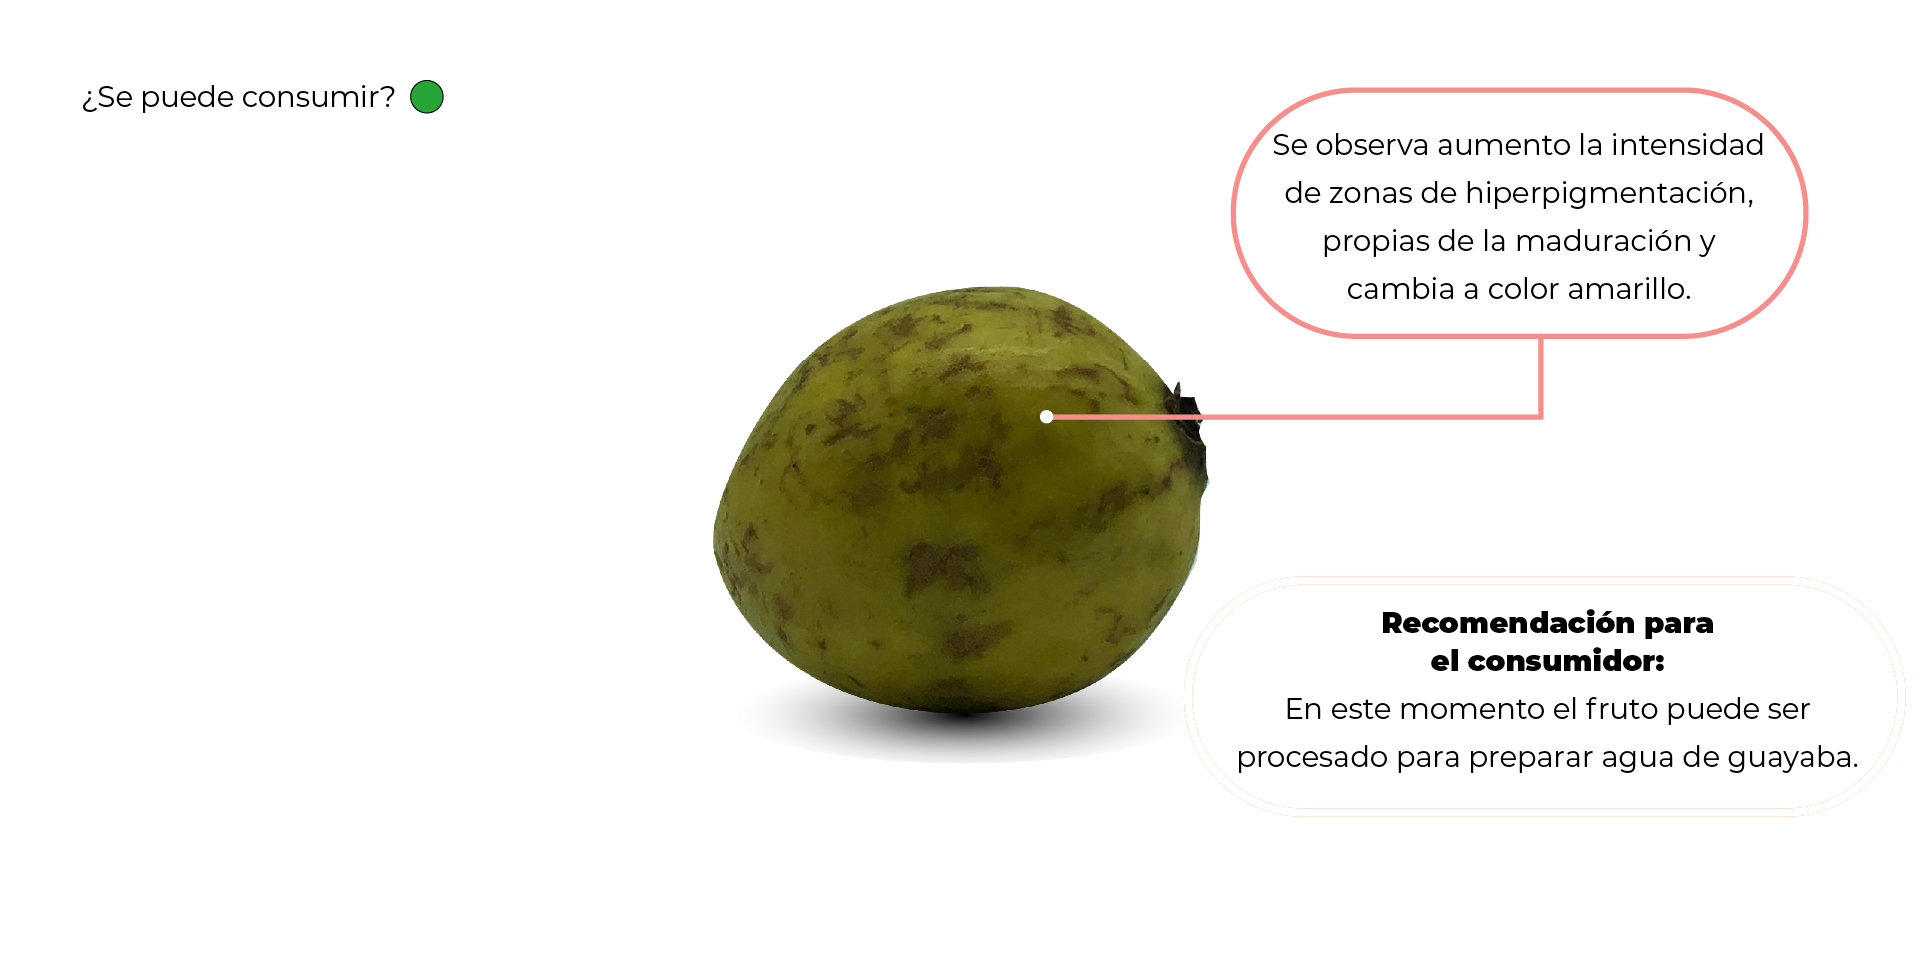 ¿Se puede consumir?
Se observa aumento la intensidad
de zonas de hiperpigmentación,
propias de la maduración y
cambia a color amarillo.
Recomendación para
el consumidor:
En este momento el fruto puede ser
procesado para preparar agua de guayaba.